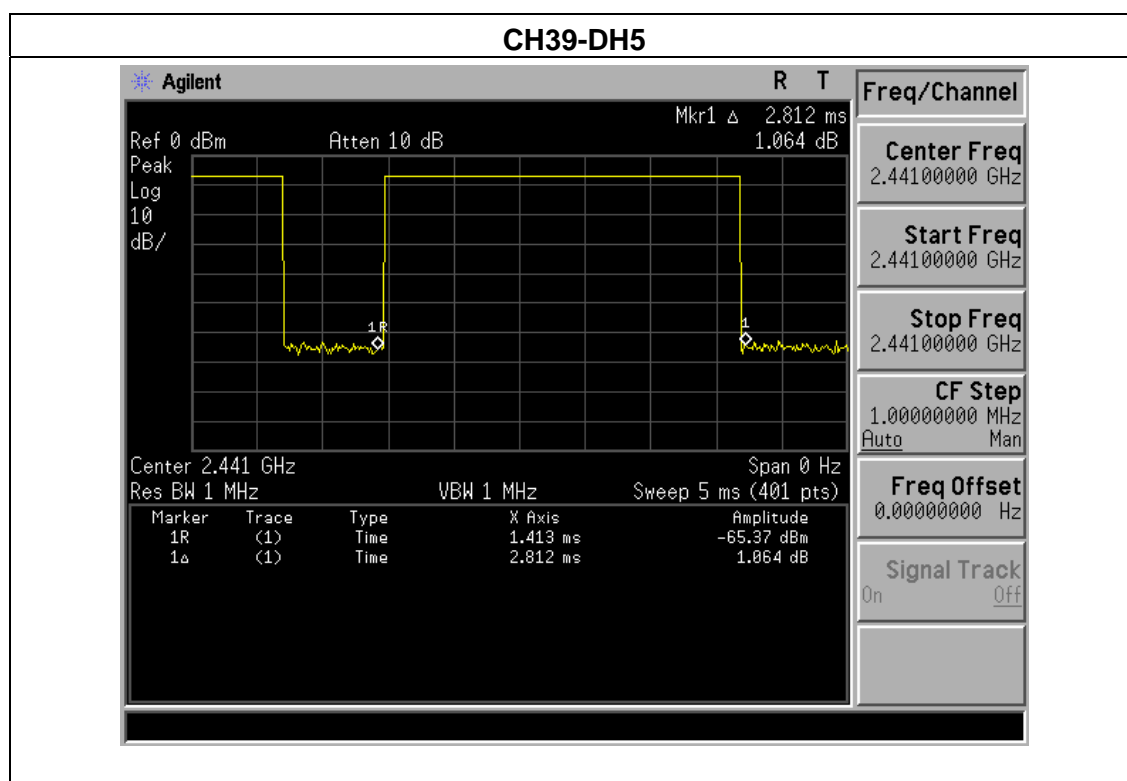 CH39-DH5
Agilent R T
Mkr1 Δ 2.812 ms
Ref 0 dBm Atten 10 dB 1.064 dB
Peak
Log
10
dB/
1R
1
Center 2.441 GHz Span 0 Hz
Res BW 1 MHz VBW 1 MHz Sweep 5 ms (401 pts)
Marker Trace Type X Axis Amplitude
1R (1) Time 1.413 ms -65.37 dBm
1Δ (1) Time 2.812 ms 1.064 dB
Freq/Channel
Center Freq
2.44100000 GHz
Start Freq
2.44100000 GHz
Stop Freq
2.44100000 GHz
CF Step
1.00000000 MHz
Auto Man
Freq Offset
0.00000000 Hz
Signal Track
On Off